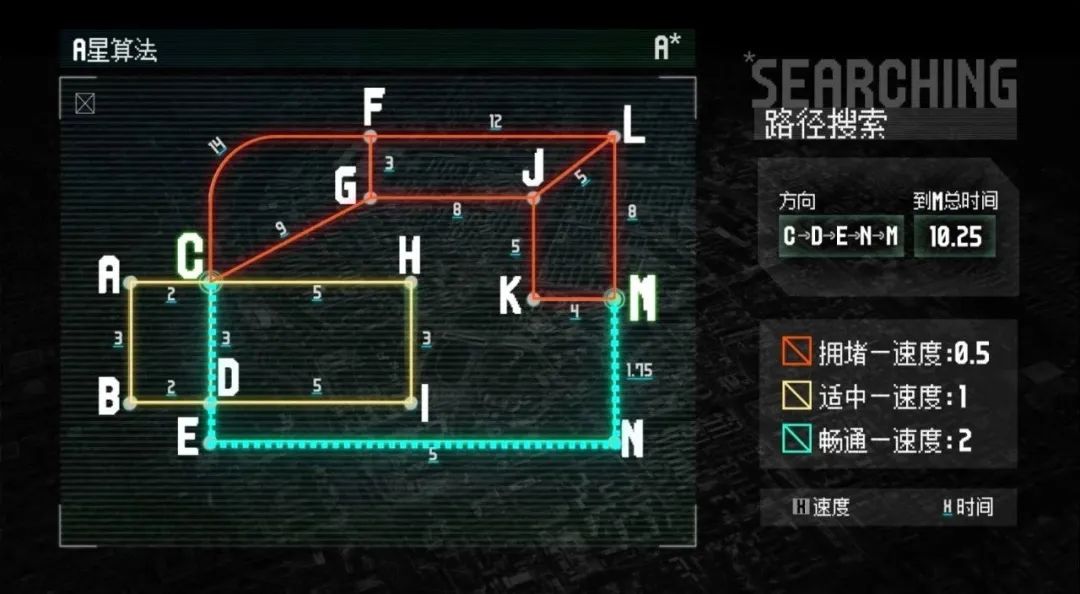 A星算法
A*
*SEARCHING
路径搜索
F
12
L
14
3
J
G
5
8
8
9
C
5
H
A
2
5
K
4
M
方向
到M总时间
C→D→E→N→M
10.25
3
3
3
D
1.75
拥堵—速度:0.5
B
2
5
I
适中—速度:1
E
5
N
畅通—速度:2
H 速度
H 时间